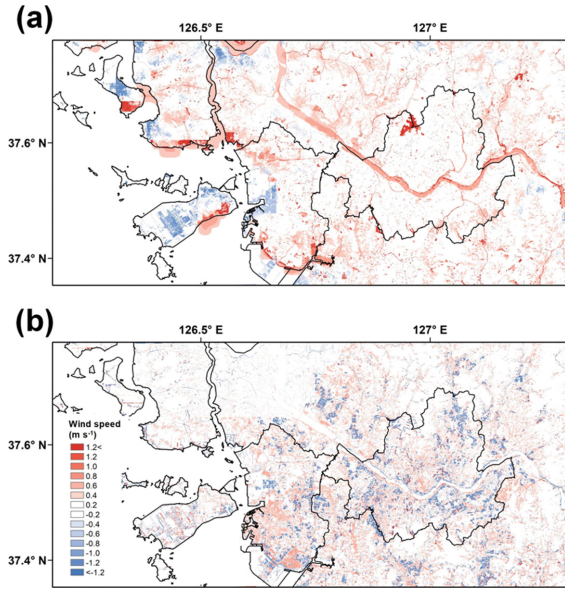 (a)
126.5° E
127° E
37.6° N
37.4° N
(b)
126.5° E
127° E
37.6° N
37.4° N
Wind speed
(m s⁻¹)
1.2<
1.2
1.0
0.8
0.6
0.4
0.2
-0.2
-0.4
-0.6
-0.8
-1.0
-1.2
<-1.2